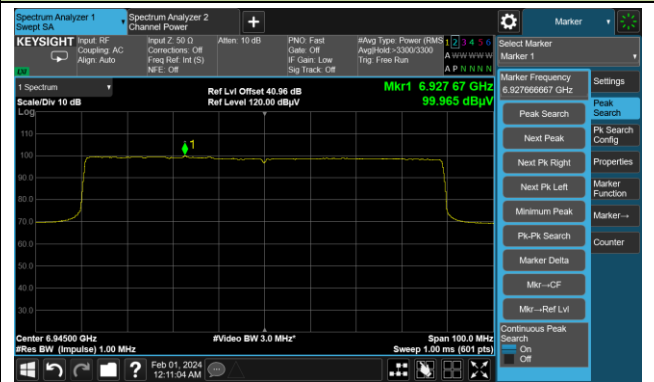 Spectrum Analyzer 1
Swept SA
Spectrum Analyzer 2
Channel Power
+
Marker
KEYSIGHT
Input: RF
Coupling: AC
Align: Auto
Input Z: 50 Ω
Corrections: Off
Freq Ref: Int (S)
NFE: Off
Atten: 10 dB
PNO: Fast
Gate: Off
IF Gain: Low
Sig Track: Off
#Avg Type: Power (RMS
Avg|Hold:>3300/3300
Trig: Free Run
1 2 3 4 5 6
A W W W W W
A P N N N N
LXI
Select Marker
Marker 1
1 Spectrum
Scale/Div 10 dB
Log
Ref Lvl Offset 40.96 dB
Ref Level 120.00 dBµV
Mkr1 6.927 67 GHz
99.965 dBµV
Marker Frequency
6.927666667 GHz
Settings
Peak Search
Peak
Search
Next Peak
Pk Search
Config
Next Pk Right
Properties
Next Pk Left
Marker
Function
Minimum Peak
Marker→
Pk-Pk Search
Counter
Marker Delta
Mkr→CF
Mkr→Ref Lvl
Continuous Peak
Search
On
Off
110
100
90.0
80.0
70.0
60.0
50.0
40.0
30.0
1
Center 6.94500 GHz
#Res BW (Impulse) 1.00 MHz
#Video BW 3.0 MHz*
Span 100.0 MHz
Sweep 1.00 ms (601 pts)
?
Feb 01, 2024
12:11:04 AM